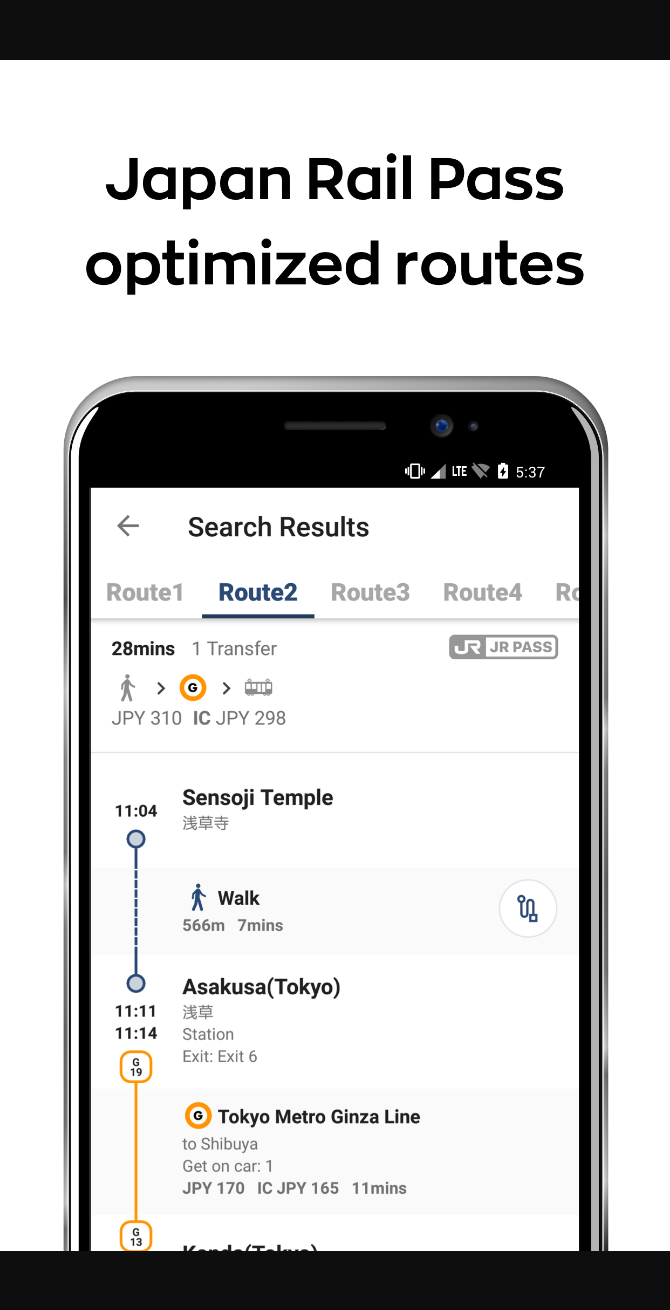 Japan Rail Pass
optimized routes
LTE 5:37
Search Results
Route1 Route2 Route3 Route4 Ro
28mins 1 Transfer JR JR PASS
G
JPY 310 IC JPY 298
11:04 Sensoji Temple
浅草寺
Walk
566m 7mins
Asakusa(Tokyo)
11:11 浅草
11:14 Station
Exit: Exit 6
G
19
G Tokyo Metro Ginza Line
to Shibuya
Get on car: 1
JPY 170 IC JPY 165 11mins
G
13
Kanda(Tokyo)